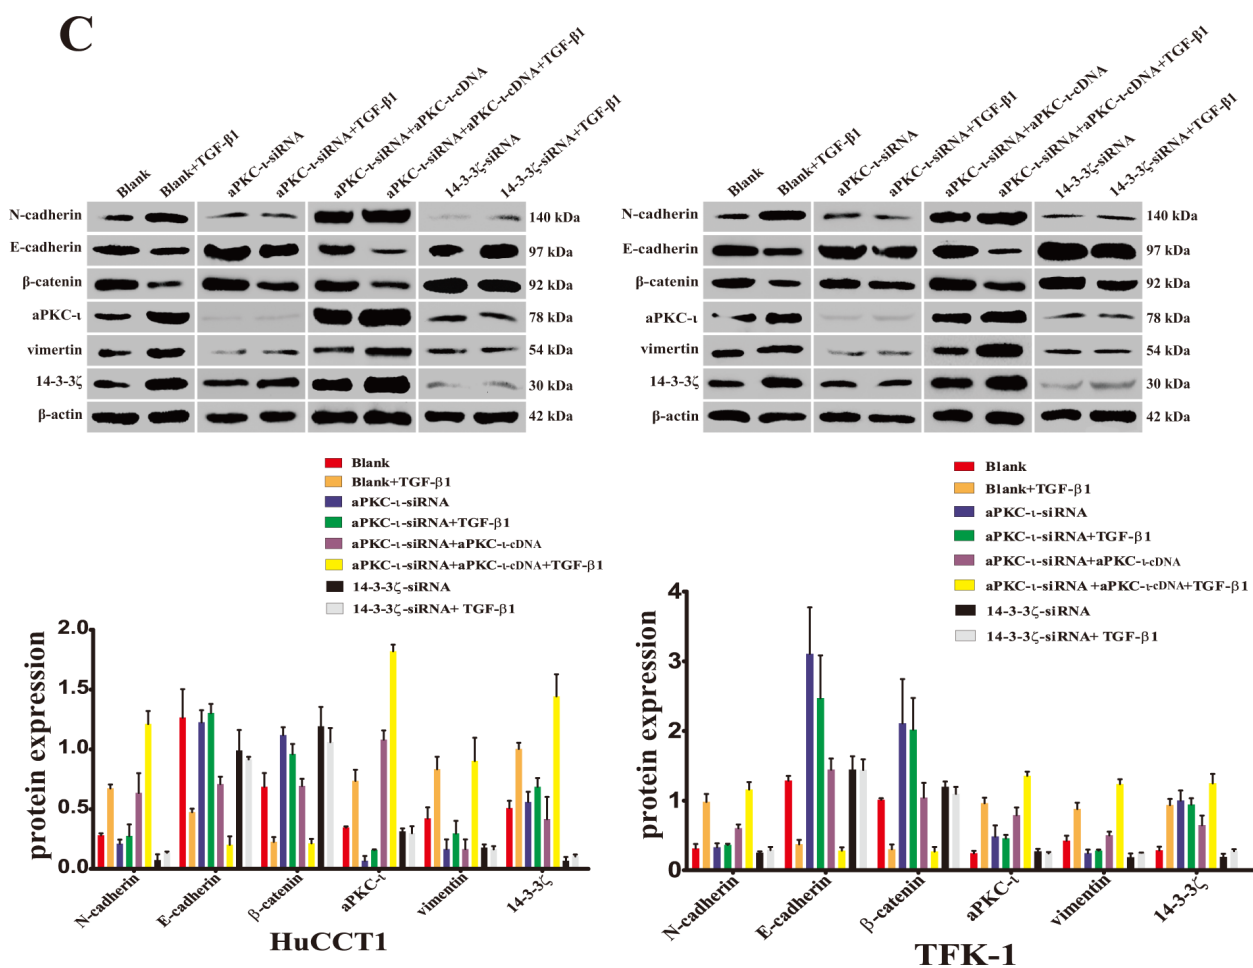 C
Blank
Blank+TGF-β1
aPKC-ι-siRNA
aPKC-ι-siRNA+TGF-β1
aPKC-ι-siRNA+aPKC-ι-cDNA
aPKC-ι-siRNA+aPKC-ι-cDNA+TGF-β1
14-3-3ζ-siRNA
14-3-3ζ-siRNA+TGF-β1
N-cadherin 140 kDa
E-cadherin 97 kDa
β-catenin 92 kDa
aPKC-ι 78 kDa
vimertin 54 kDa
14-3-3ζ 30 kDa
β-actin 42 kDa
Blank
Blank+TGF-β1
aPKC-ι-siRNA
aPKC-ι-siRNA+TGF-β1
aPKC-ι-siRNA+aPKC-ι-cDNA
aPKC-ι-siRNA+aPKC-ι-cDNA+TGF-β1
14-3-3ζ-siRNA
14-3-3ζ-siRNA+TGF-β1
N-cadherin 140 kDa
E-cadherin 97 kDa
β-catenin 92 kDa
aPKC-ι 78 kDa
vimertin 54 kDa
14-3-3ζ 30 kDa
β-actin 42 kDa
Blank
Blank+TGF-β1
aPKC-ι-siRNA
aPKC-ι-siRNA+TGF-β1
aPKC-ι-siRNA+aPKC-ι-cDNA
aPKC-ι-siRNA+aPKC-ι-cDNA+TGF-β1
14-3-3ζ-siRNA
14-3-3ζ-siRNA+ TGF-β1
protein expression
2.0
1.5
1.0
0.5
0.0
N-cadherin
E-cadherin
β-catenin
aPKC-ι
vimentin
14-3-3ζ
HuCCT1
Blank
Blank+TGF-β1
aPKC-ι-siRNA
aPKC-ι-siRNA+TGF-β1
aPKC-ι-siRNA+aPKC-ι-cDNA
aPKC-ι-siRNA +aPKC-ι-cDNA+TGF-β1
14-3-3ζ-siRNA
14-3-3ζ-siRNA+ TGF-β1
protein expression
4
3
2
1
0
N-cadherin
E-cadherin
β-catenin
aPKC-ι
vimentin
14-3-3ζ
TFK-1